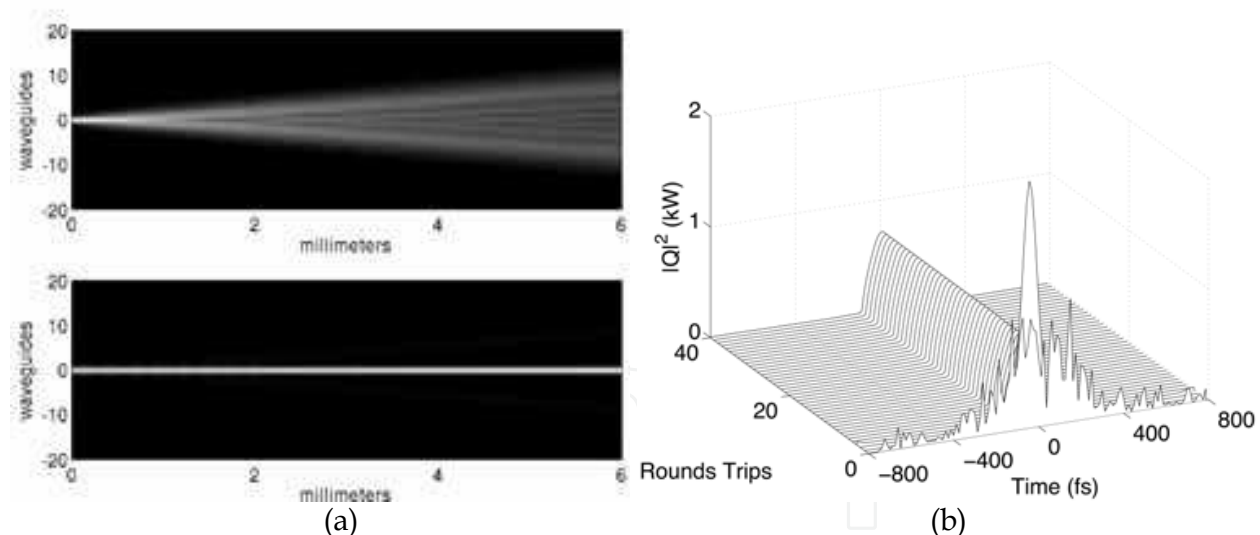 20
10
0
-10
-20
waveguides
0 2 4 6
millimeters
20
10
0
-10
-20
waveguides
0 2 4 6
millimeters
(a)
2
1
0
|Q|² (kW)
40
20
0
Rounds Trips
−800 −400 0 400 800
Time (fs)
(b)